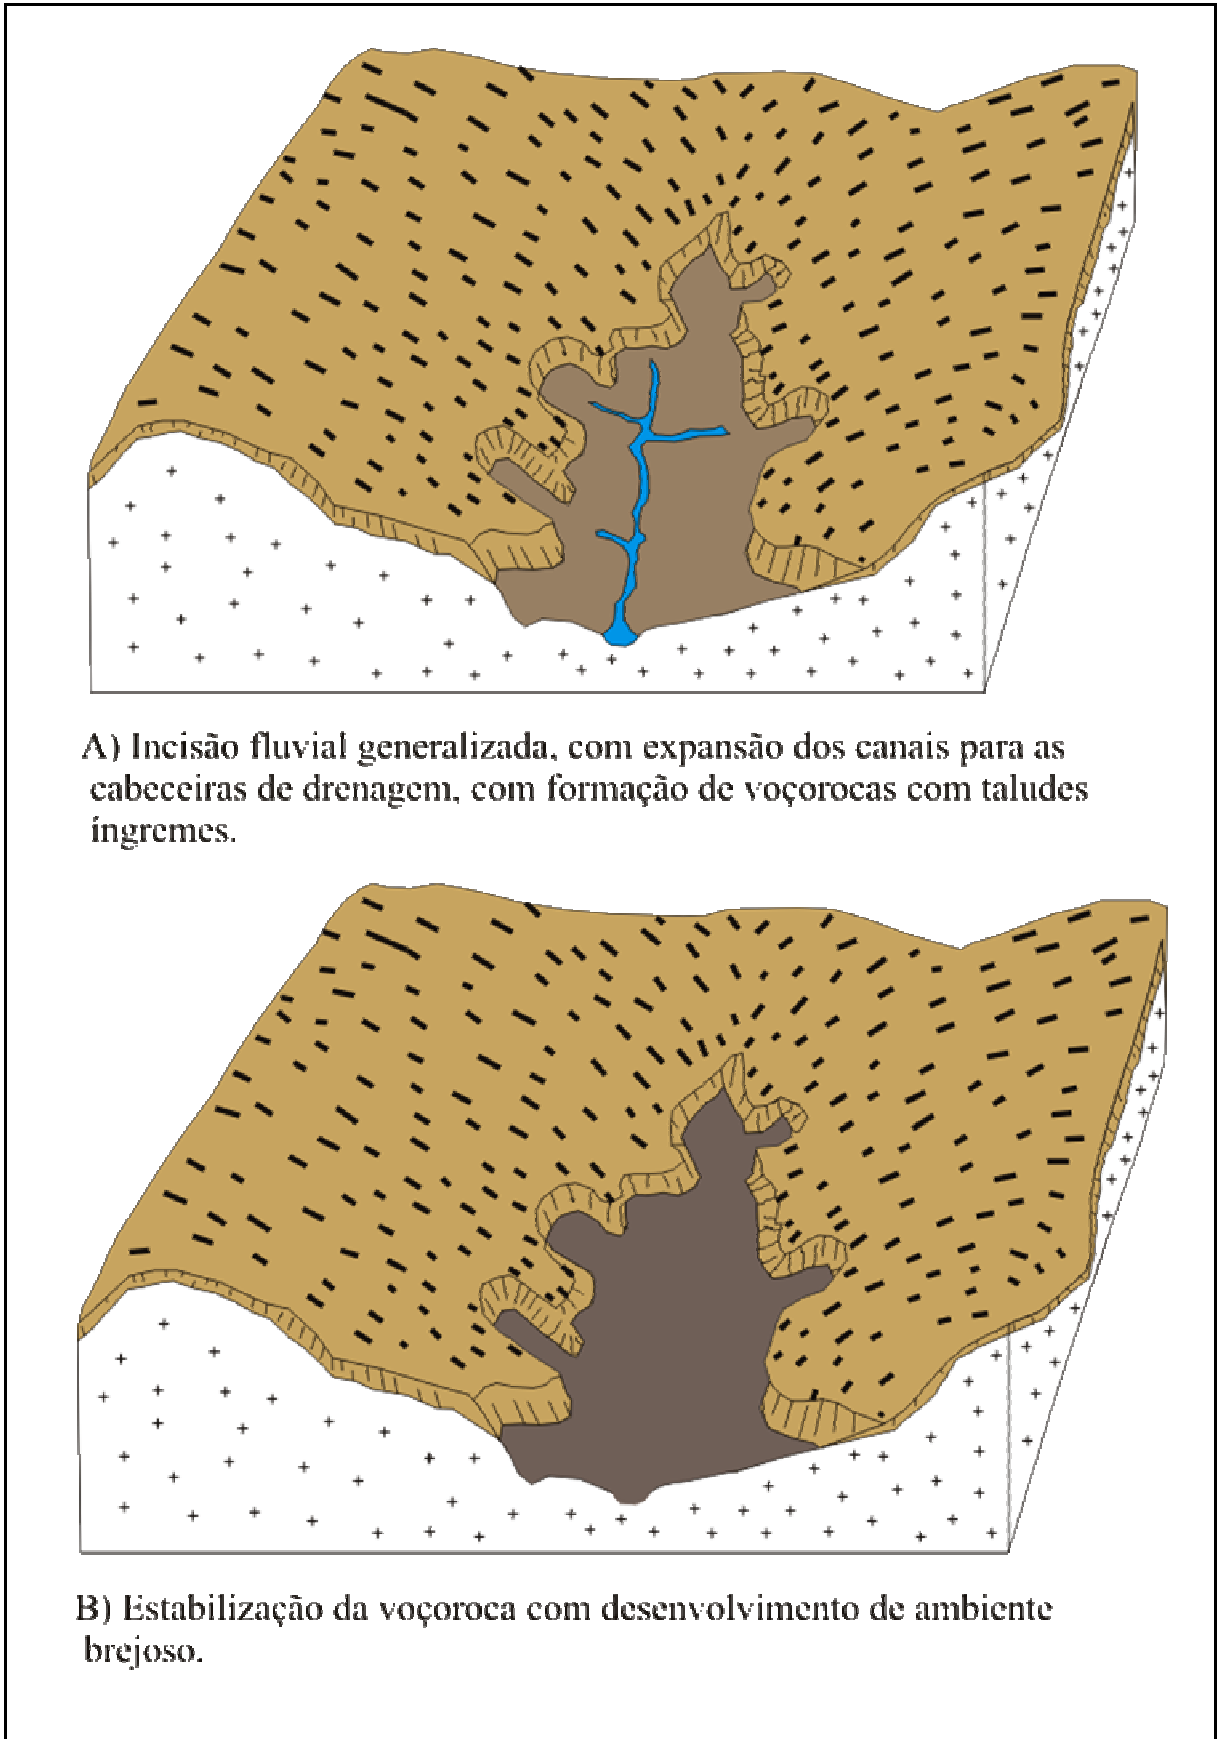 A) Incisão fluvial generalizada, com expansão dos canais para as
cabeceiras de drenagem, com formação de voçorocas com taludes
íngremes.
B) Estabilização da voçoroca com desenvolvimento de ambiente
brejoso.